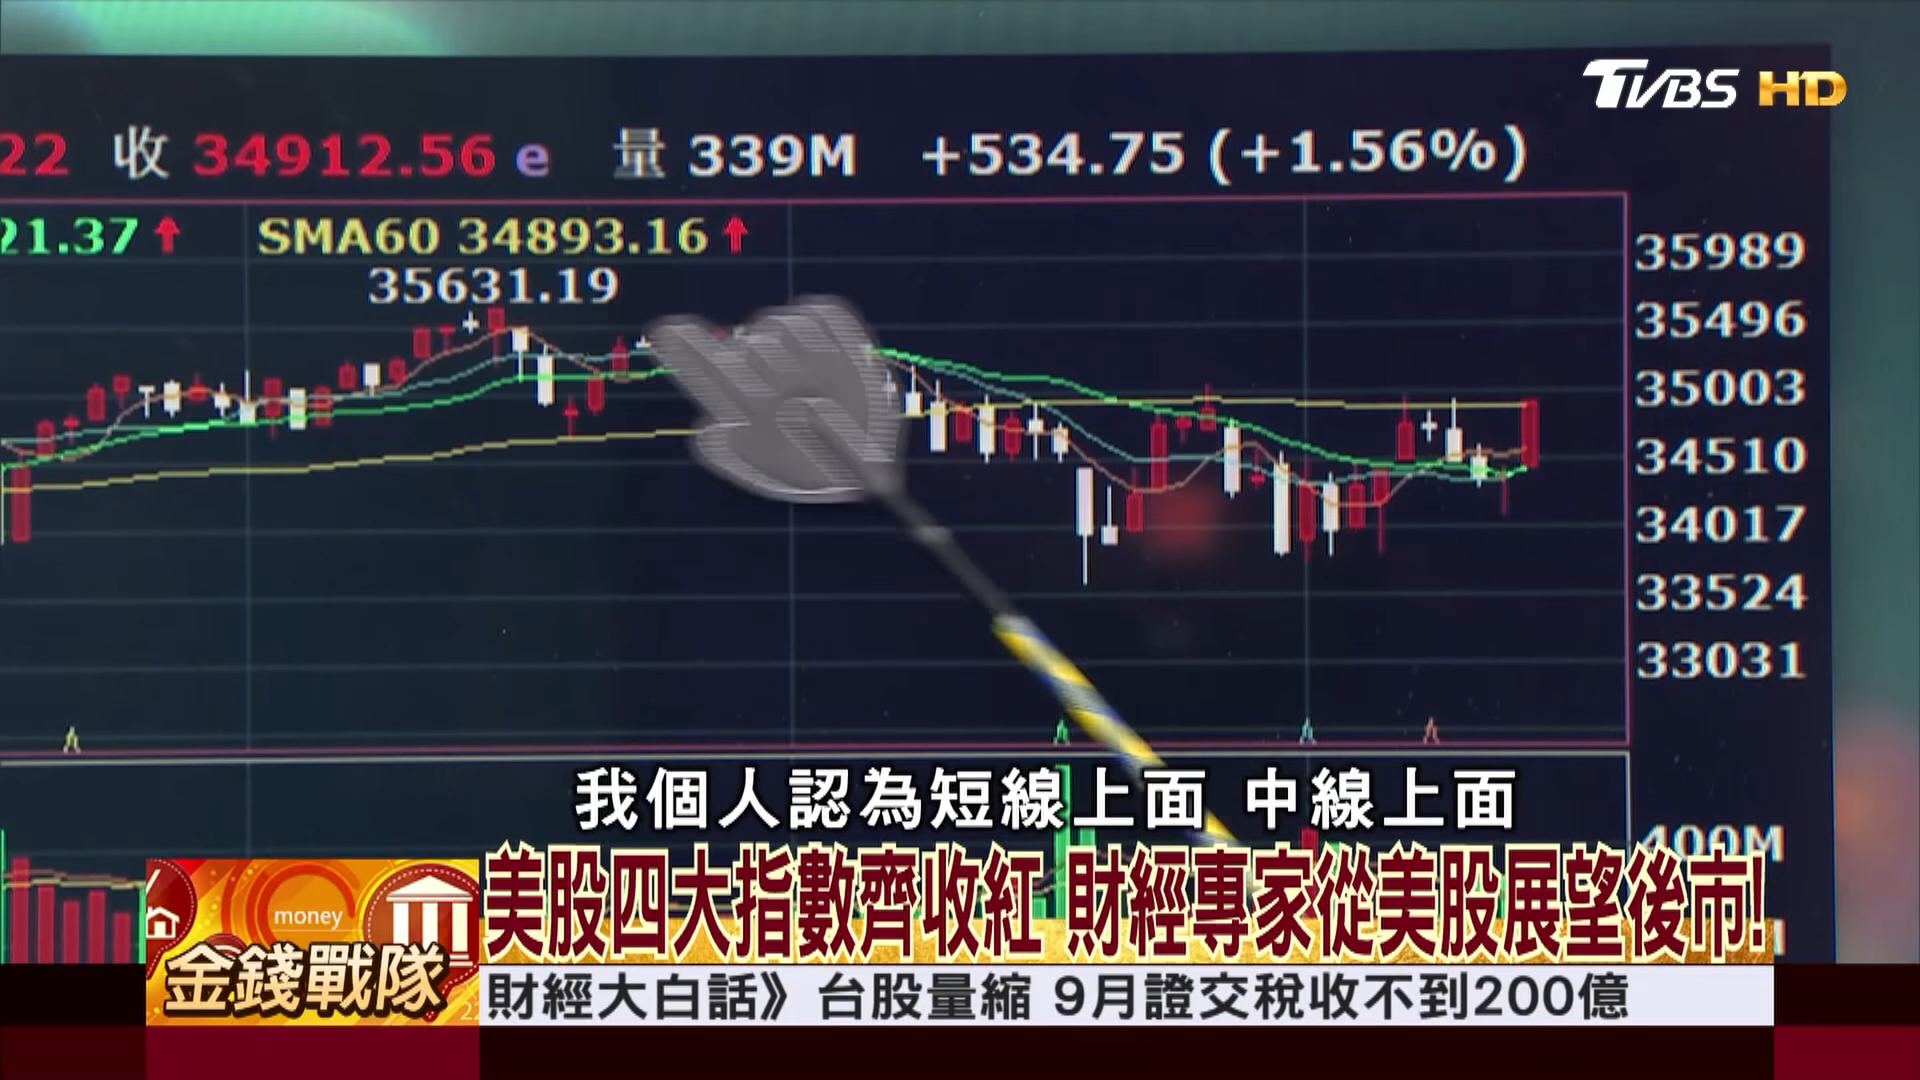 TVBS HD
22 收 34912.56 e 量 339M +534.75 (+1.56%)
21.37 SMA60 34893.16
35631.19
35989
35496
35003
34510
34017
33524
33031
400M
我個人認為短線上面 中線上面
美股四大指數齊收紅 財經專家從美股展望後市!
money
金錢戰隊
財經大白話》台股量縮 9月證交稅收不到200億